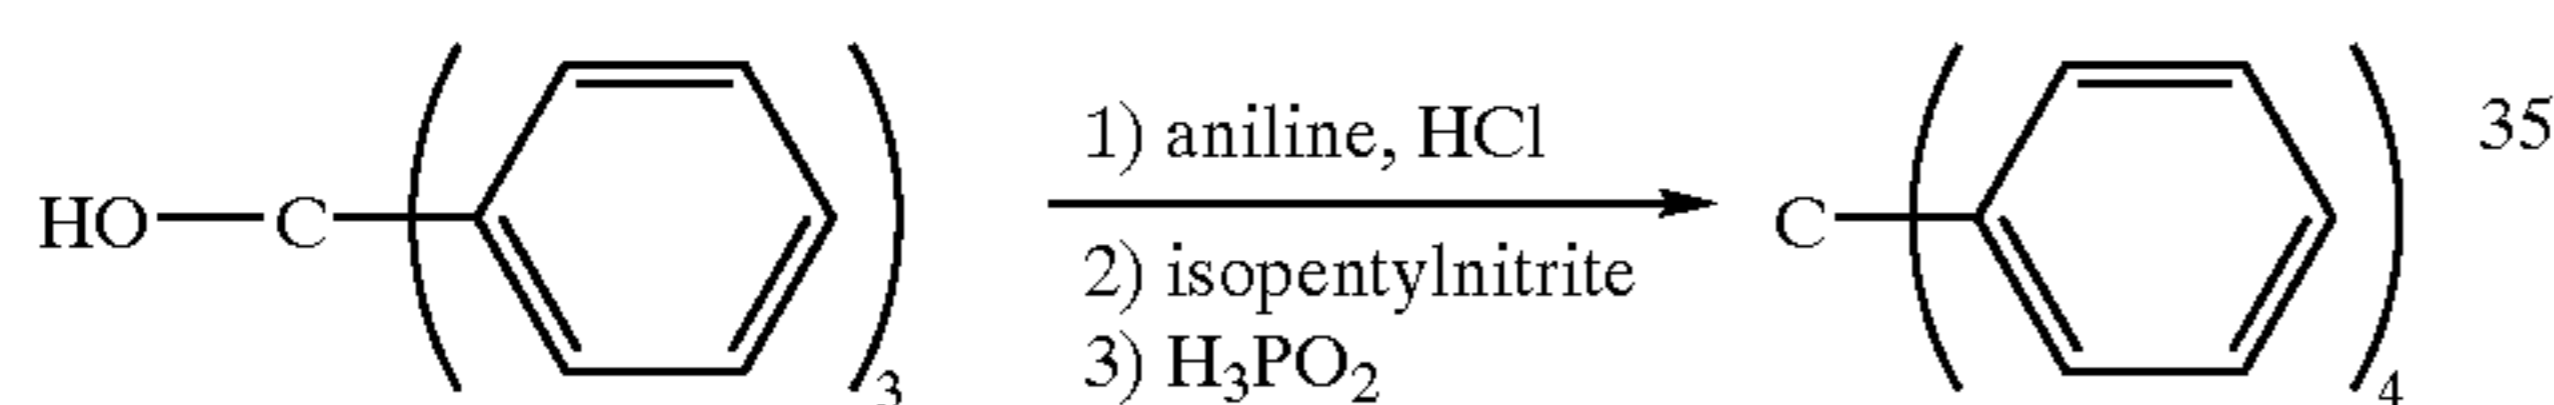 1) aniline, HCl
35
HO—C 3
C 4
2) isopentylnitrite
3) H₃PO₂